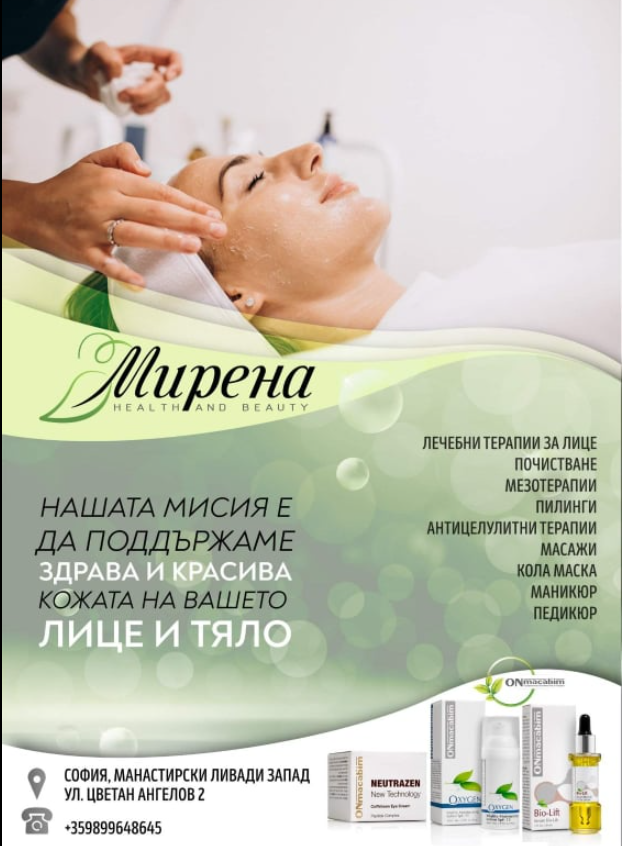 Мирена
HEALTH AND BEAUTY
ЛЕЧЕБНИ ТЕРАПИИ ЗА ЛИЦЕ
ПОЧИСТВАНЕ
МЕЗОТЕРАПИИ
ПИЛИНГИ
АНТИЦЕЛУЛИТНИ ТЕРАПИИ
МАСАЖИ
КОЛА МАСКА
МАНИКЮР
ПЕДИКЮР
НАШАТА МИСИЯ Е
ДА ПОДДЪРЖАМЕ
ЗДРАВА И КРАСИВА
КОЖАТА НА ВАШЕТО
ЛИЦЕ И ТЯЛО
ONmacabim
СОФИЯ, МАНАСТИРСКИ ЛИВАДИ ЗАПАД
УЛ. ЦВЕТАН АНГЕЛОВ 2
+359899648645
ONmacabim
NEUTRAZEN
New Technology
Peptide Complex
ONmacabim
OXYGEN
OXYGEN
ONmacabim
Bio-Lift